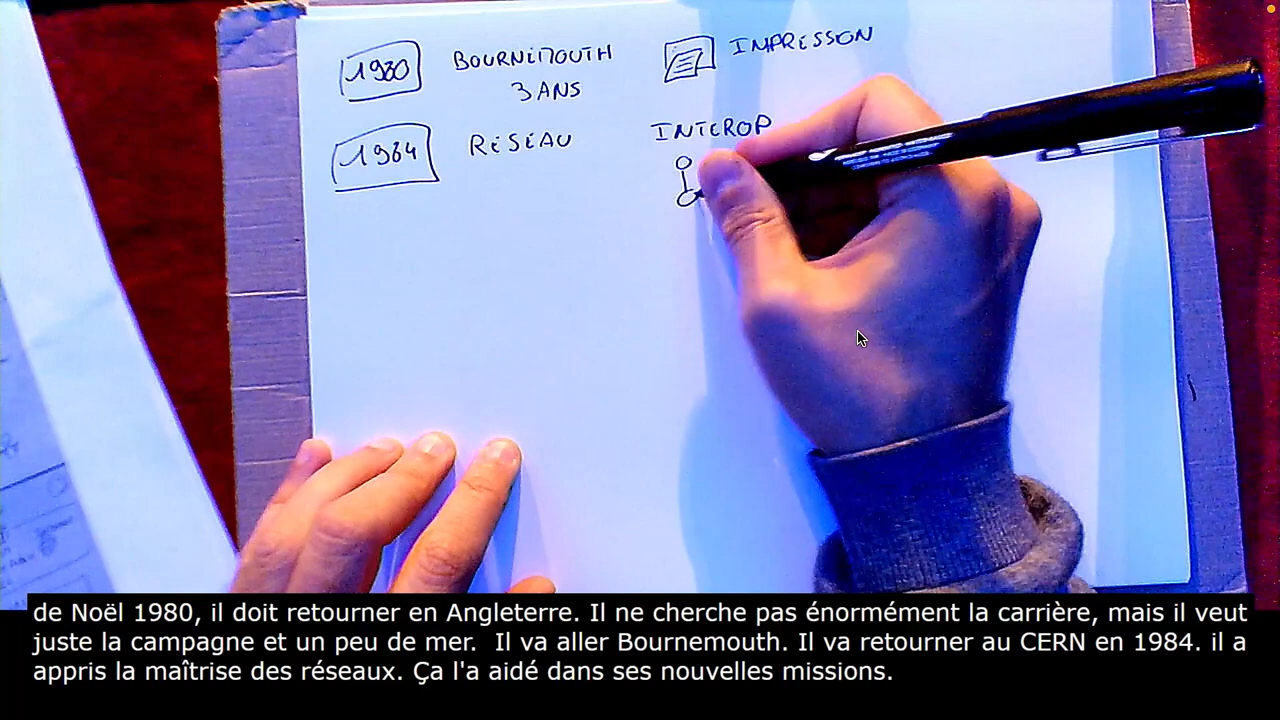 1980 BOURNEMOUTH IMPRESSION
3 ANS
1984 RÉSEAU INTEROP
de Noël 1980, il doit retourner en Angleterre. Il ne cherche pas énormément la carrière, mais il veut
juste la campagne et un peu de mer. Il va aller Bournemouth. Il va retourner au CERN en 1984. il a
appris la maîtrise des réseaux. Ça l'a aidé dans ses nouvelles missions.